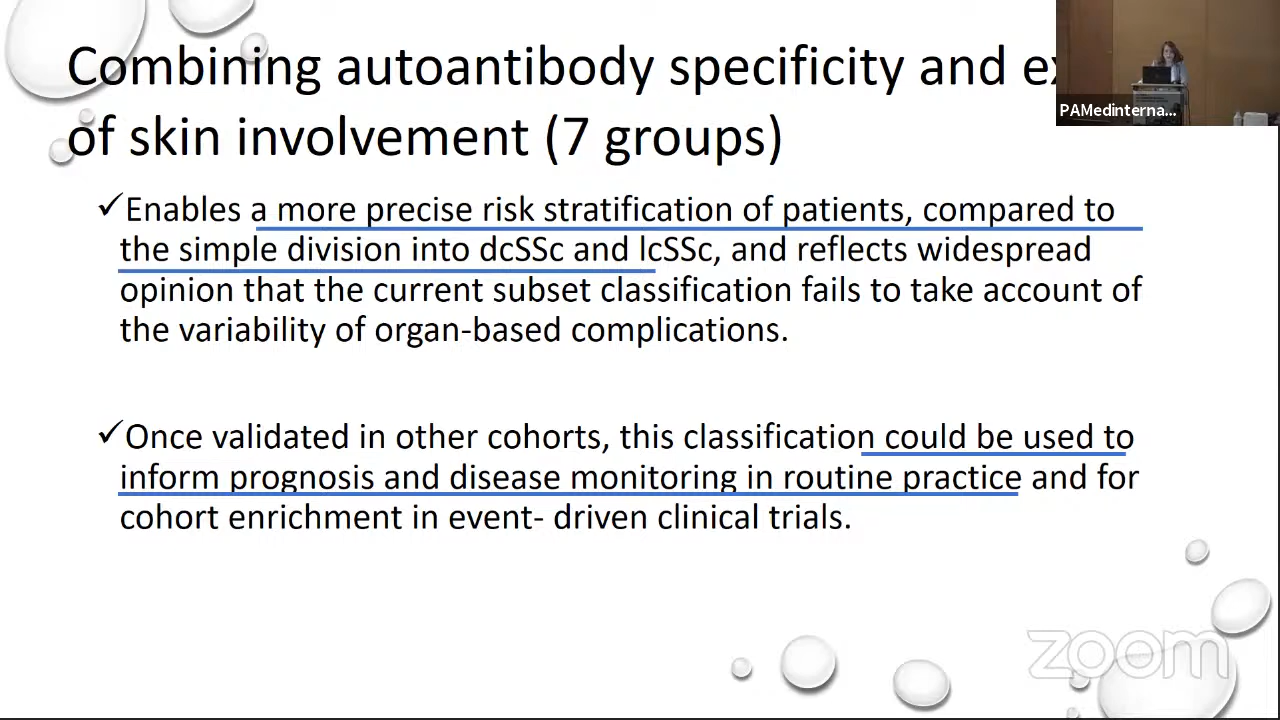 Combining autoantibody specificity and ex
of skin involvement (7 groups)
PAMedinterna...
✓Enables a more precise risk stratification of patients, compared to
the simple division into dcSSc and lcSSc, and reflects widespread
opinion that the current subset classification fails to take account of
the variability of organ-based complications.
✓Once validated in other cohorts, this classification could be used to
inform prognosis and disease monitoring in routine practice and for
cohort enrichment in event- driven clinical trials.
zoom